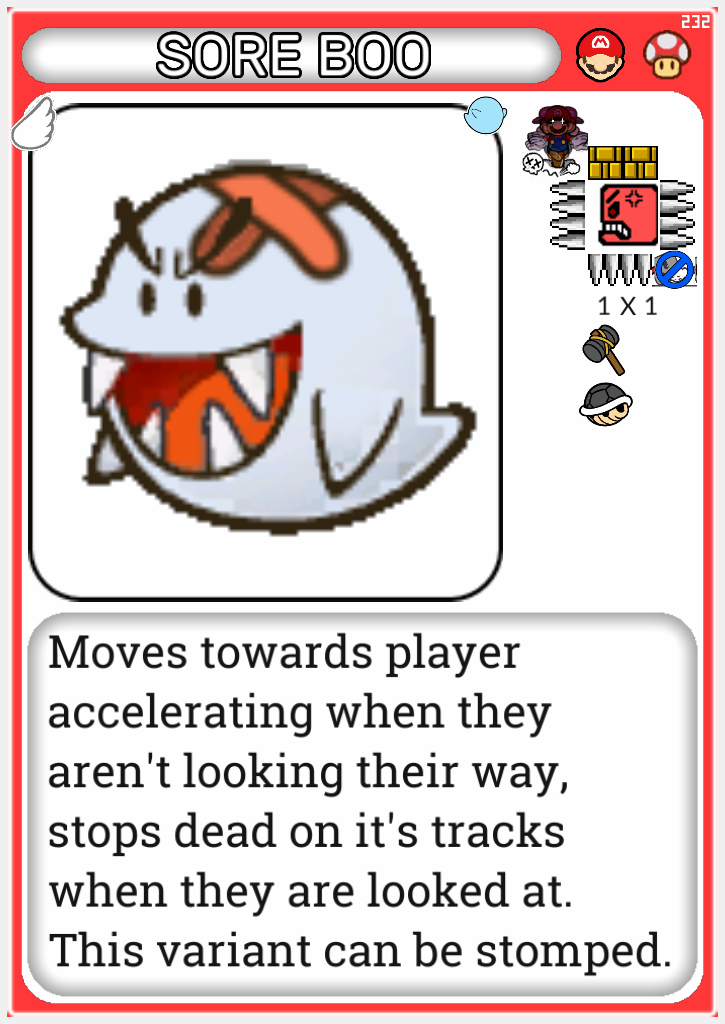 232
SORE BOO
1 X 1
Moves towards player
accelerating when they
aren't looking their way,
stops dead on it's tracks
when they are looked at.
This variant can be stomped.